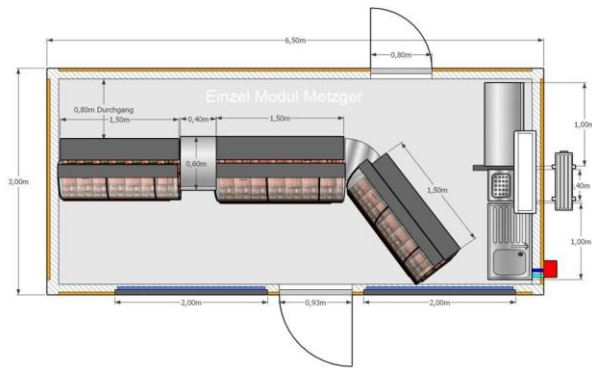 6,50m
0,80m
3,00m
Einzel Modul Metzger
0,80m Durchgang
1,50m
0,40m
1,50m
1,00m
0,60m
1,50m
,40m
1,00m
2,00m
0,93m
2,00m